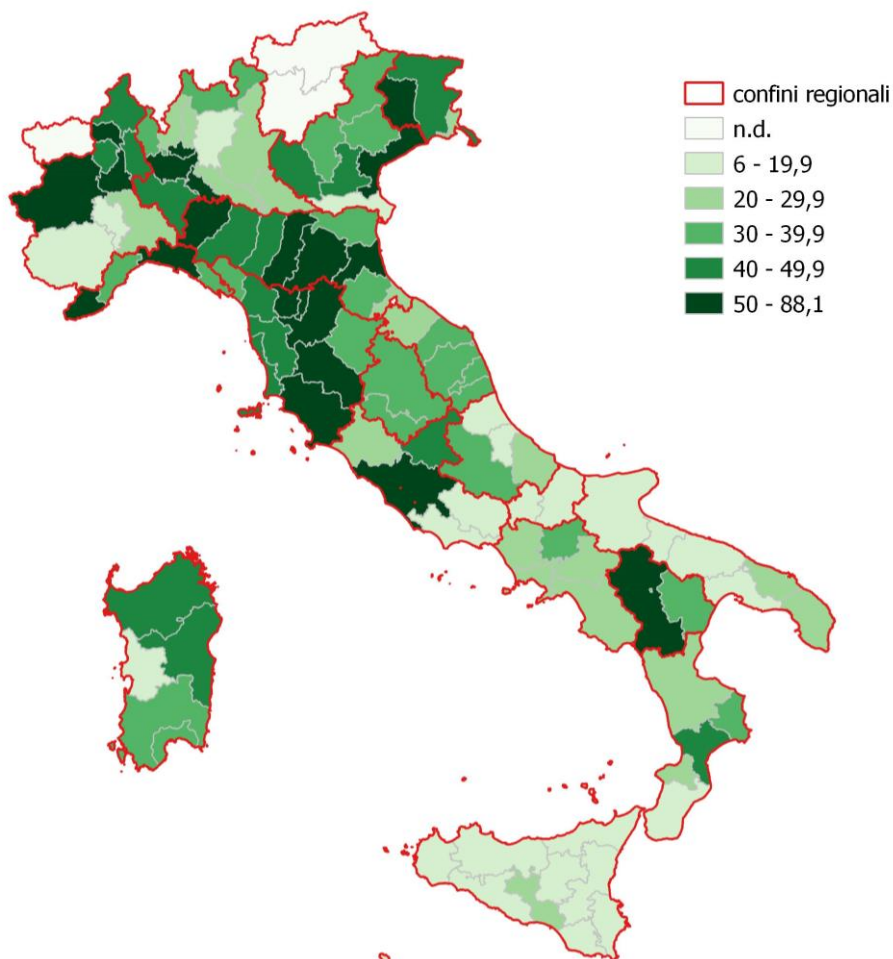 confini regionali
n.d.
6 - 19,9
20 - 29,9
30 - 39,9
40 - 49,9
50 - 88,1